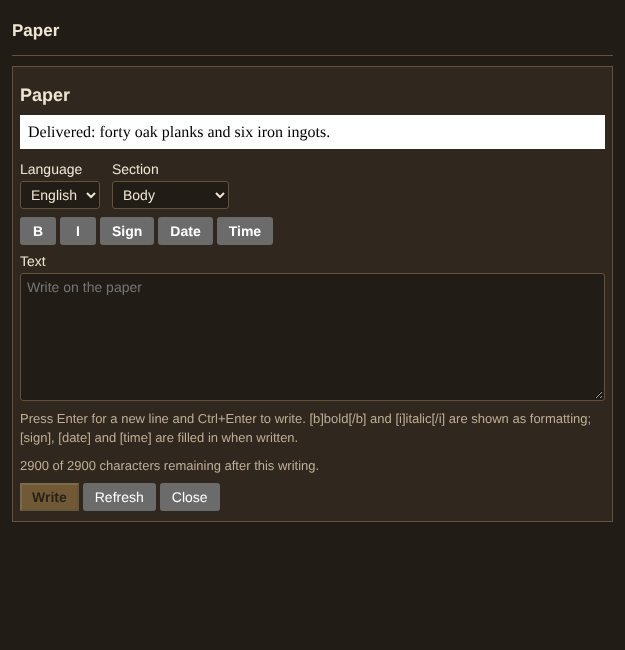 Paper
Paper
Delivered: forty oak planks and six iron ingots.
Language Section
English Body
B I Sign Date Time
Text
Write on the paper
Press Enter for a new line and Ctrl+Enter to write. [b]bold[/b] and [i]italic[/i] are shown as formatting;
[sign], [date] and [time] are filled in when written.
2900 of 2900 characters remaining after this writing.
Write Refresh Close